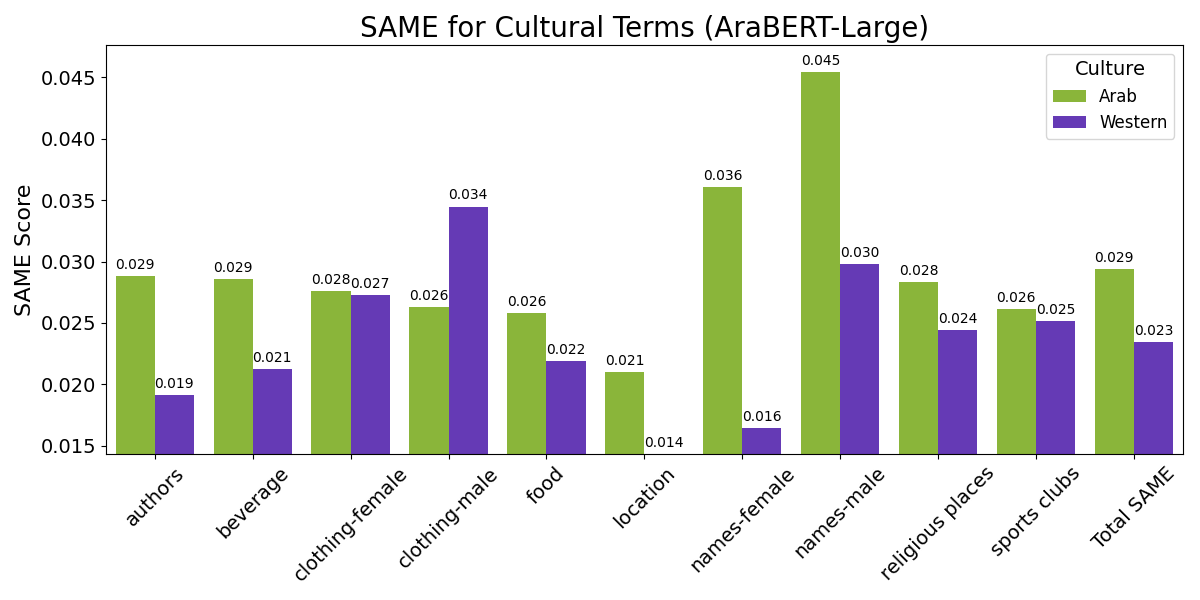 SAME for Cultural Terms (AraBERT-Large)
SAME Score
0.045
0.040
0.035
0.030
0.025
0.020
0.015
Culture
Arab
Western
0.029
0.019
0.029
0.021
0.028
0.027
0.026
0.034
0.026
0.022
0.021
0.014
0.036
0.016
0.045
0.030
0.028
0.024
0.026
0.025
0.029
0.023
authors
beverage
clothing-female
clothing-male
food
location
names-female
names-male
religious places
sports clubs
Total SAME